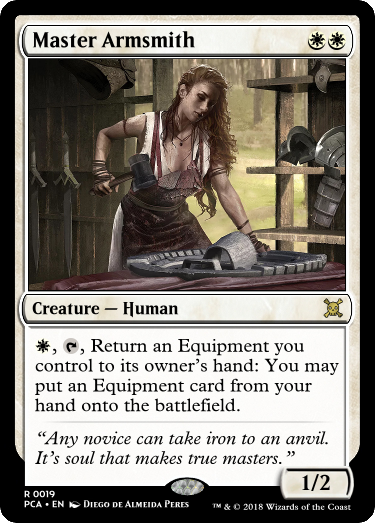 Master Armsmith
Creature — Human
, , Return an Equipment you
control to its owner's hand: You may
put an Equipment card from your
hand onto the battlefield.
“Any novice can take iron to an anvil.
It's soul that makes true masters.”
1/2
R 0019
PCA • EN Diego de Almeida Peres
™ & © 2018 Wizards of the Coast